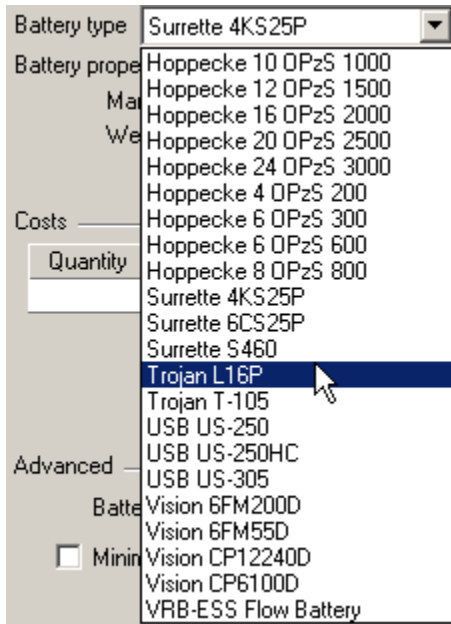 Battery type Surrette 4KS25P
Battery prope
Hoppecke 10 OPzS 1000
Hoppecke 12 OPzS 1500
Mar
Hoppecke 16 OPzS 2000
We
Hoppecke 20 OPzS 2500
Hoppecke 24 OPzS 3000
Hoppecke 4 OPzS 200
Hoppecke 6 OPzS 300
Costs
Hoppecke 6 OPzS 600
Quantity
Hoppecke 8 OPzS 800
Surrette 4KS25P
Surrette 6CS25P
Surrette S460
Trojan L16P
Trojan T-105
USB US-250
USB US-250HC
Advanced
USB US-305
Batte
Vision 6FM200D
Vision 6FM55D
Minin
Vision CP12240D
Vision CP6100D
VRB-ESS Flow Battery